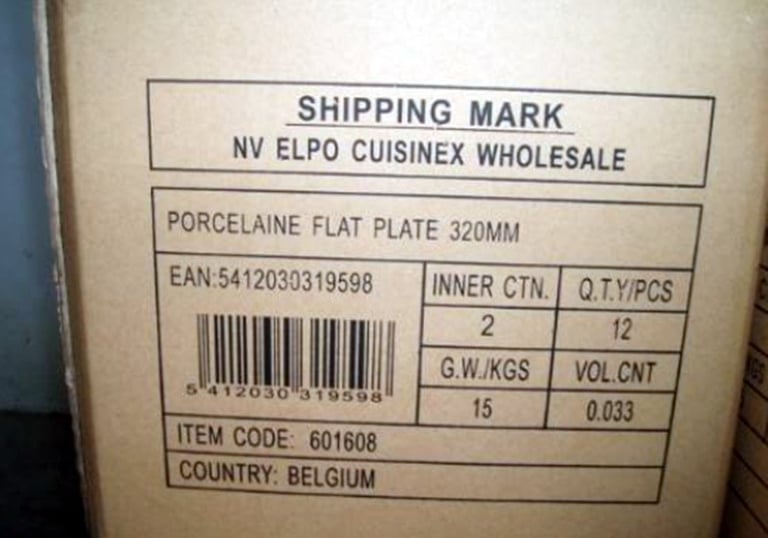 SHIPPING MARK
NV ELPO CUISINEX WHOLESALE
PORCELAINE FLAT PLATE 320MM
EAN:5412030319598
INNER CTN. Q.T.Y/PCS
2 12
G.W./KGS VOL.CNT
15 0.033
5 412030 319598
ITEM CODE: 601608
COUNTRY: BELGIUM